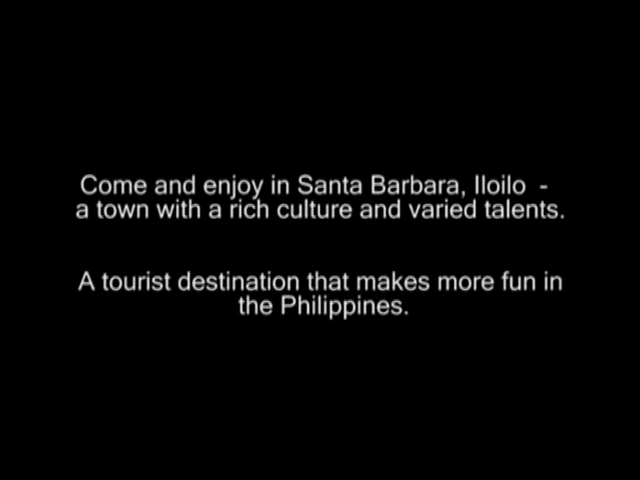 Come and enjoy in Santa Barbara, Iloilo -
a town with a rich culture and varied talents.
A tourist destination that makes more fun in
the Philippines.